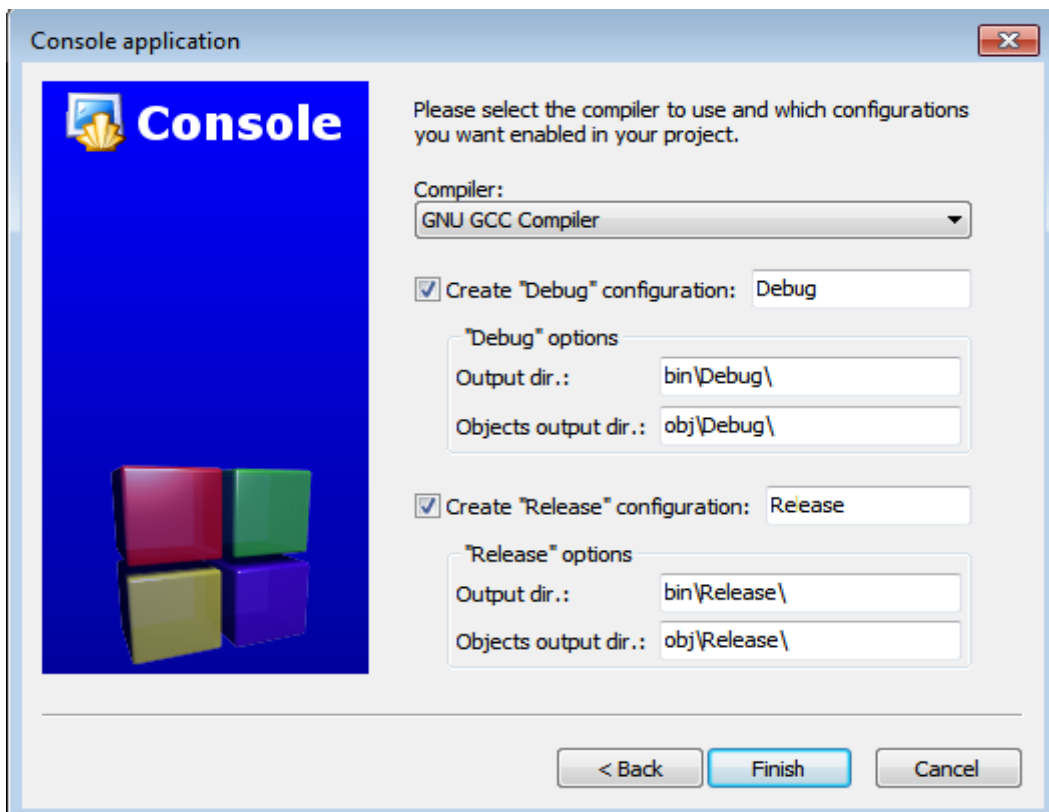 Console application
Console
Please select the compiler to use and which configurations
you want enabled in your project.
Compiler:
GNU GCC Compiler
Create "Debug" configuration: Debug
"Debug" options
Output dir.: bin\Debug\
Objects output dir.: obj\Debug\
Create "Release" configuration: Release
"Release" options
Output dir.: bin\Release\
Objects output dir.: obj\Release\
< Back Finish Cancel